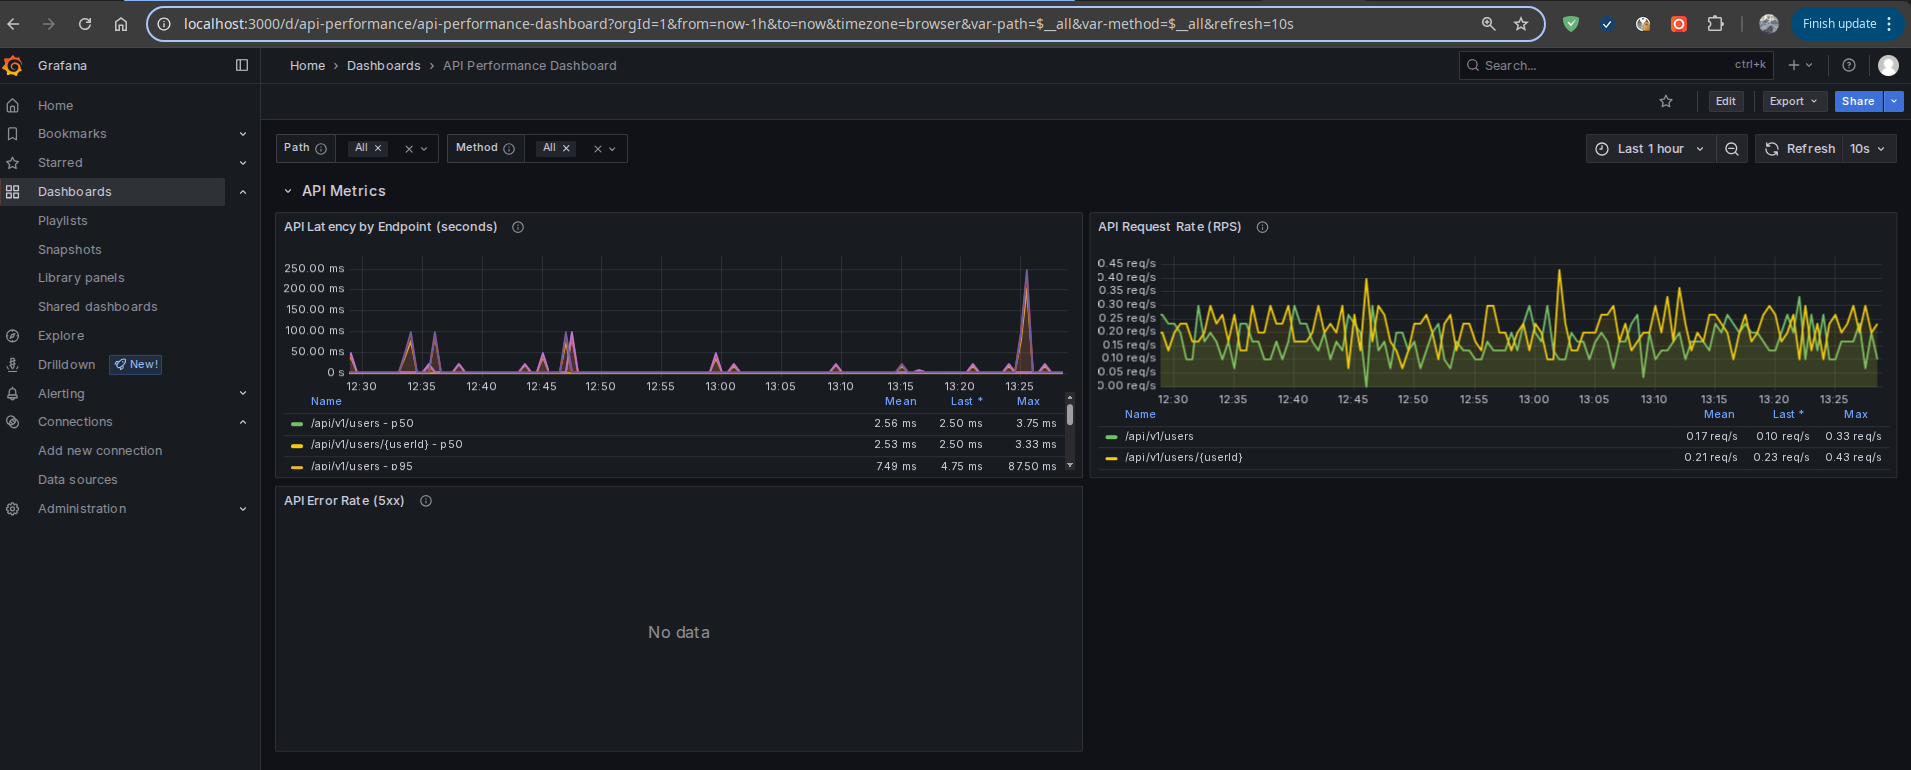 localhost:3000/d/api-performance/api-performance-dashboard?orgId=1&from=now-1h&to=now&timezone=browser&var-path=$__all&var-method=$__all&refresh=10s
Finish update
Grafana
Home › Dashboards › API Performance Dashboard
Search... ctrl+k
Edit Export Share
Home
Bookmarks
Starred
Dashboards
Playlists
Snapshots
Library panels
Shared dashboards
Explore
Drilldown New!
Alerting
Connections
Add new connection
Data sources
Administration
Path All Method All
Last 1 hour Refresh 10s
API Metrics
API Latency by Endpoint (seconds)
250.00 ms
200.00 ms
150.00 ms
100.00 ms
50.00 ms
0 s
12:30 12:35 12:40 12:45 12:50 12:55 13:00 13:05 13:10 13:15 13:20 13:25
Name Mean Last * Max
/api/v1/users - p50 2.56 ms 2.50 ms 3.75 ms
/api/v1/users/{userId} - p50 2.53 ms 2.50 ms 3.33 ms
/api/v1/users - p95 7.49 ms 4.75 ms 87.50 ms
API Request Rate (RPS)
0.45 req/s
0.40 req/s
0.35 req/s
0.30 req/s
0.25 req/s
0.20 req/s
0.15 req/s
0.10 req/s
0.05 req/s
0.00 req/s
12:30 12:35 12:40 12:45 12:50 12:55 13:00 13:05 13:10 13:15 13:20 13:25
Name Mean Last * Max
/api/v1/users 0.17 req/s 0.10 req/s 0.33 req/s
/api/v1/users/{userId} 0.21 req/s 0.23 req/s 0.43 req/s
API Error Rate (5xx)
No data